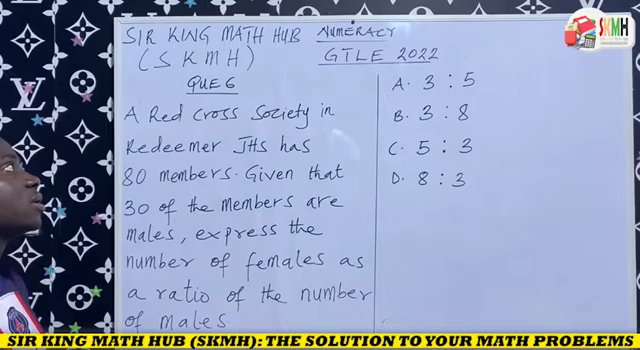 SIR KING MATH HUB
(SKMH)
NUMERACY
GTLE 2022
QUE 6
A Red Cross Society in
Redeemer JHS has
80 members. Given that
30 of the members are
males, express the
number of females as
a ratio of the number
of males
A. 3 : 5
B. 3 : 8
C. 5 : 3
D. 8 : 3
SKMH
SIR KING MATH HUB (SKMH): THE SOLUTION TO YOUR MATH PROBLEMS